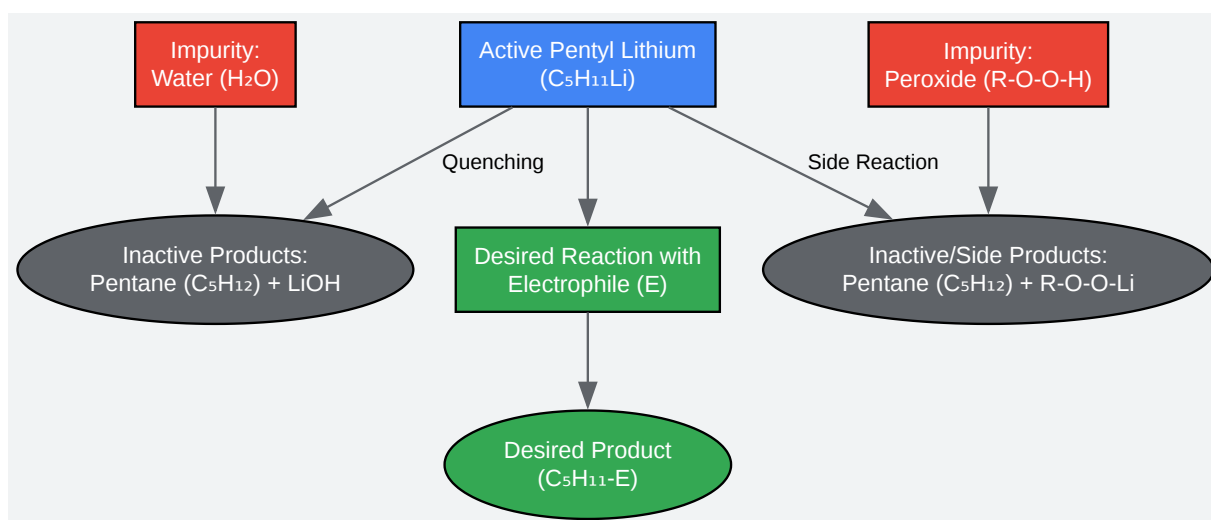 Impurity:
Water (H₂O)
Active Pentyl Lithium
(C₅H₁₁Li)
Impurity:
Peroxide (R-O-O-H)
Quenching
Side Reaction
Inactive Products:
Pentane (C₅H₁₂) + LiOH
Desired Reaction with
Electrophile (E)
Inactive/Side Products:
Pentane (C₅H₁₂) + R-O-O-Li
Desired Product
(C₅H₁₁-E)